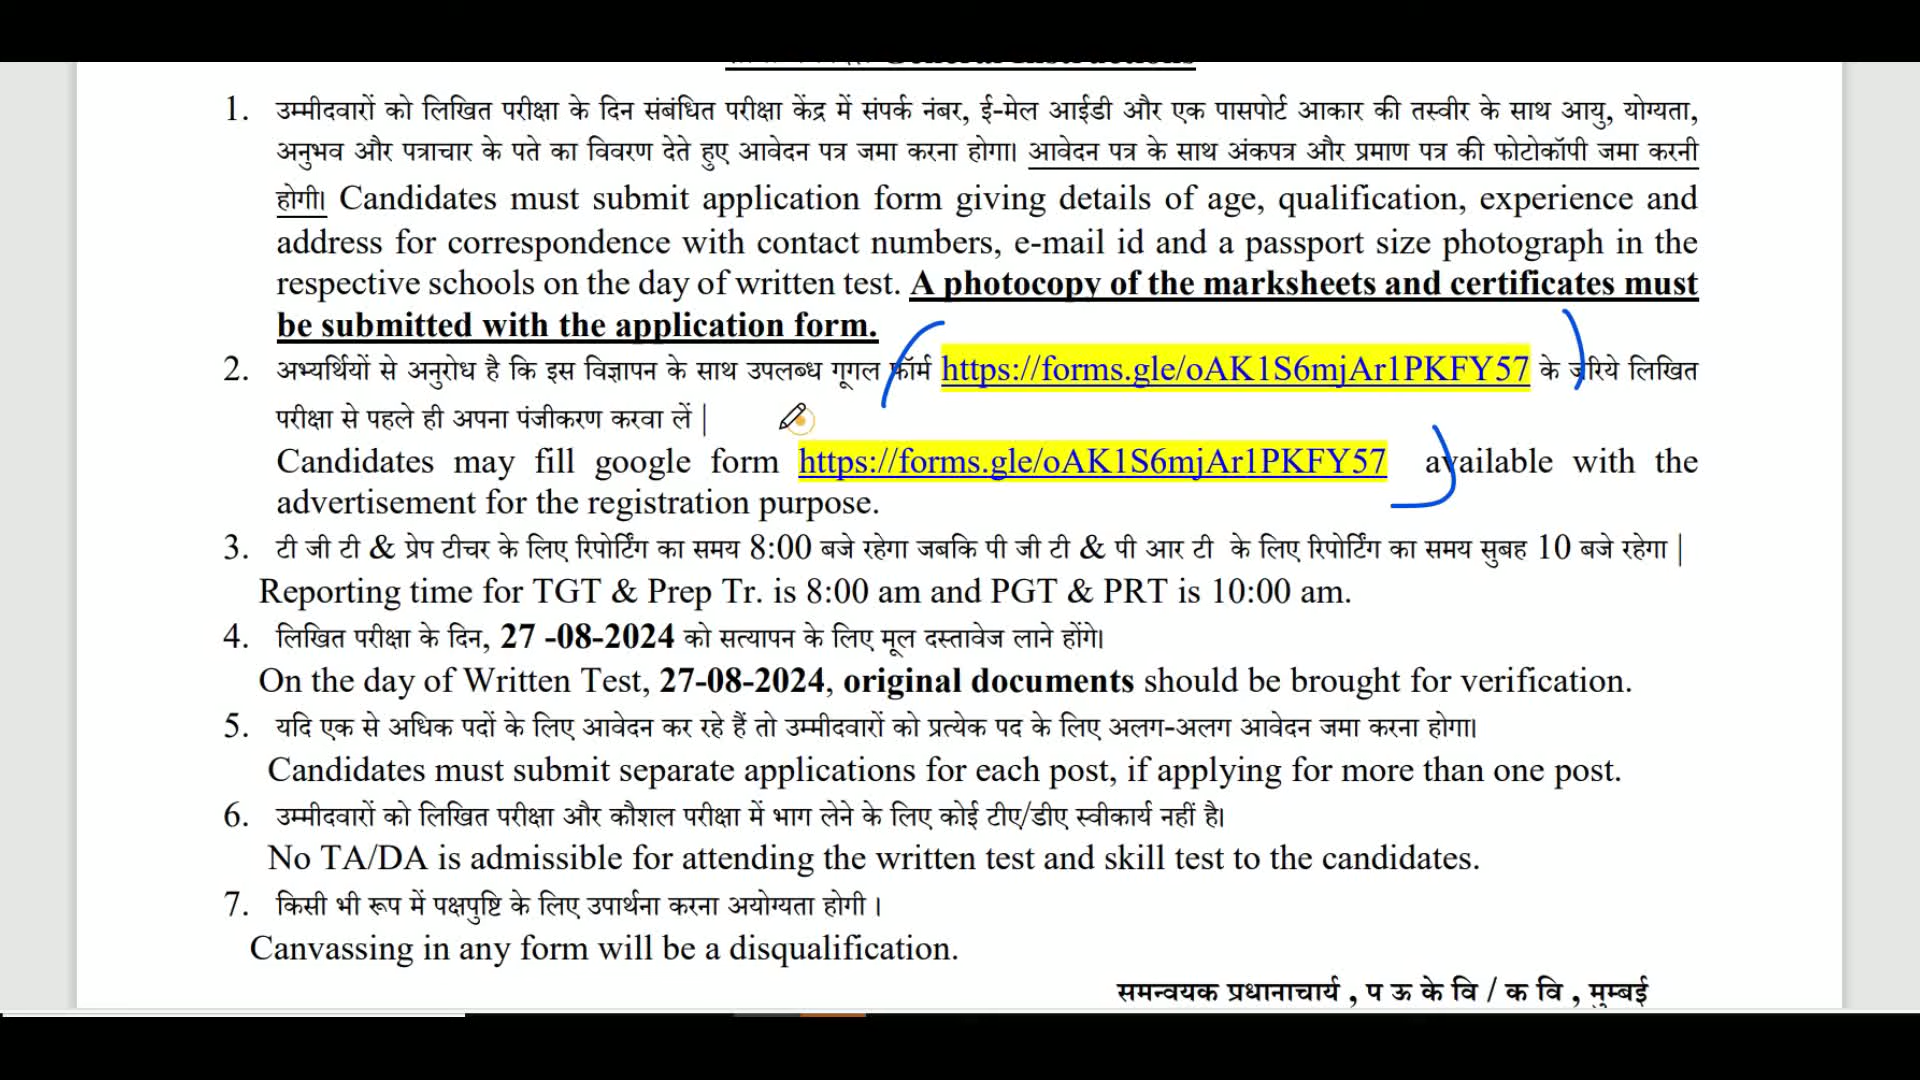 General Instructions
1. उम्मीदवारों को लिखित परीक्षा के दिन संबंधित परीक्षा केंद्र में संपर्क नंबर, ई-मेल आईडी और एक पासपोर्ट आकार की तस्वीर के साथ आयु, योग्यता,
अनुभव और पत्राचार के पते का विवरण देते हुए आवेदन पत्र जमा करना होगा। आवेदन पत्र के साथ अंकपत्र और प्रमाण पत्र की फोटोकॉपी जमा करनी
होगी। Candidates must submit application form giving details of age, qualification, experience and
address for correspondence with contact numbers, e-mail id and a passport size photograph in the
respective schools on the day of written test. A photocopy of the marksheets and certificates must
be submitted with the application form.
2. अभ्यर्थियों से अनुरोध है कि इस विज्ञापन के साथ उपलब्ध गूगल फॉर्म https://forms.gle/oAK1S6mjAr1PKFY57 के जरिये लिखित
परीक्षा से पहले ही अपना पंजीकरण करवा लें |
Candidates may fill google form https://forms.gle/oAK1S6mjAr1PKFY57 available with the
advertisement for the registration purpose.
3. टी जी टी & प्रेप टीचर के लिए रिपोर्टिंग का समय 8:00 बजे रहेगा जबकि पी जी टी & पी आर टी के लिए रिपोर्टिंग का समय सुबह 10 बजे रहेगा |
Reporting time for TGT & Prep Tr. is 8:00 am and PGT & PRT is 10:00 am.
4. लिखित परीक्षा के दिन, 27 -08-2024 को सत्यापन के लिए मूल दस्तावेज लाने होंगे।
On the day of Written Test, 27-08-2024, original documents should be brought for verification.
5. यदि एक से अधिक पदों के लिए आवेदन कर रहे हैं तो उम्मीदवारों को प्रत्येक पद के लिए अलग-अलग आवेदन जमा करना होगा।
Candidates must submit separate applications for each post, if applying for more than one post.
6. उम्मीदवारों को लिखित परीक्षा और कौशल परीक्षा में भाग लेने के लिए कोई टीए/डीए स्वीकार्य नहीं है।
No TA/DA is admissible for attending the written test and skill test to the candidates.
7. किसी भी रूप में पक्षपुष्टि के लिए उपार्थना करना अयोग्यता होगी ।
Canvassing in any form will be a disqualification.
समन्वयक प्रधानाचार्य , प ऊ के वि / क वि , मुम्बई